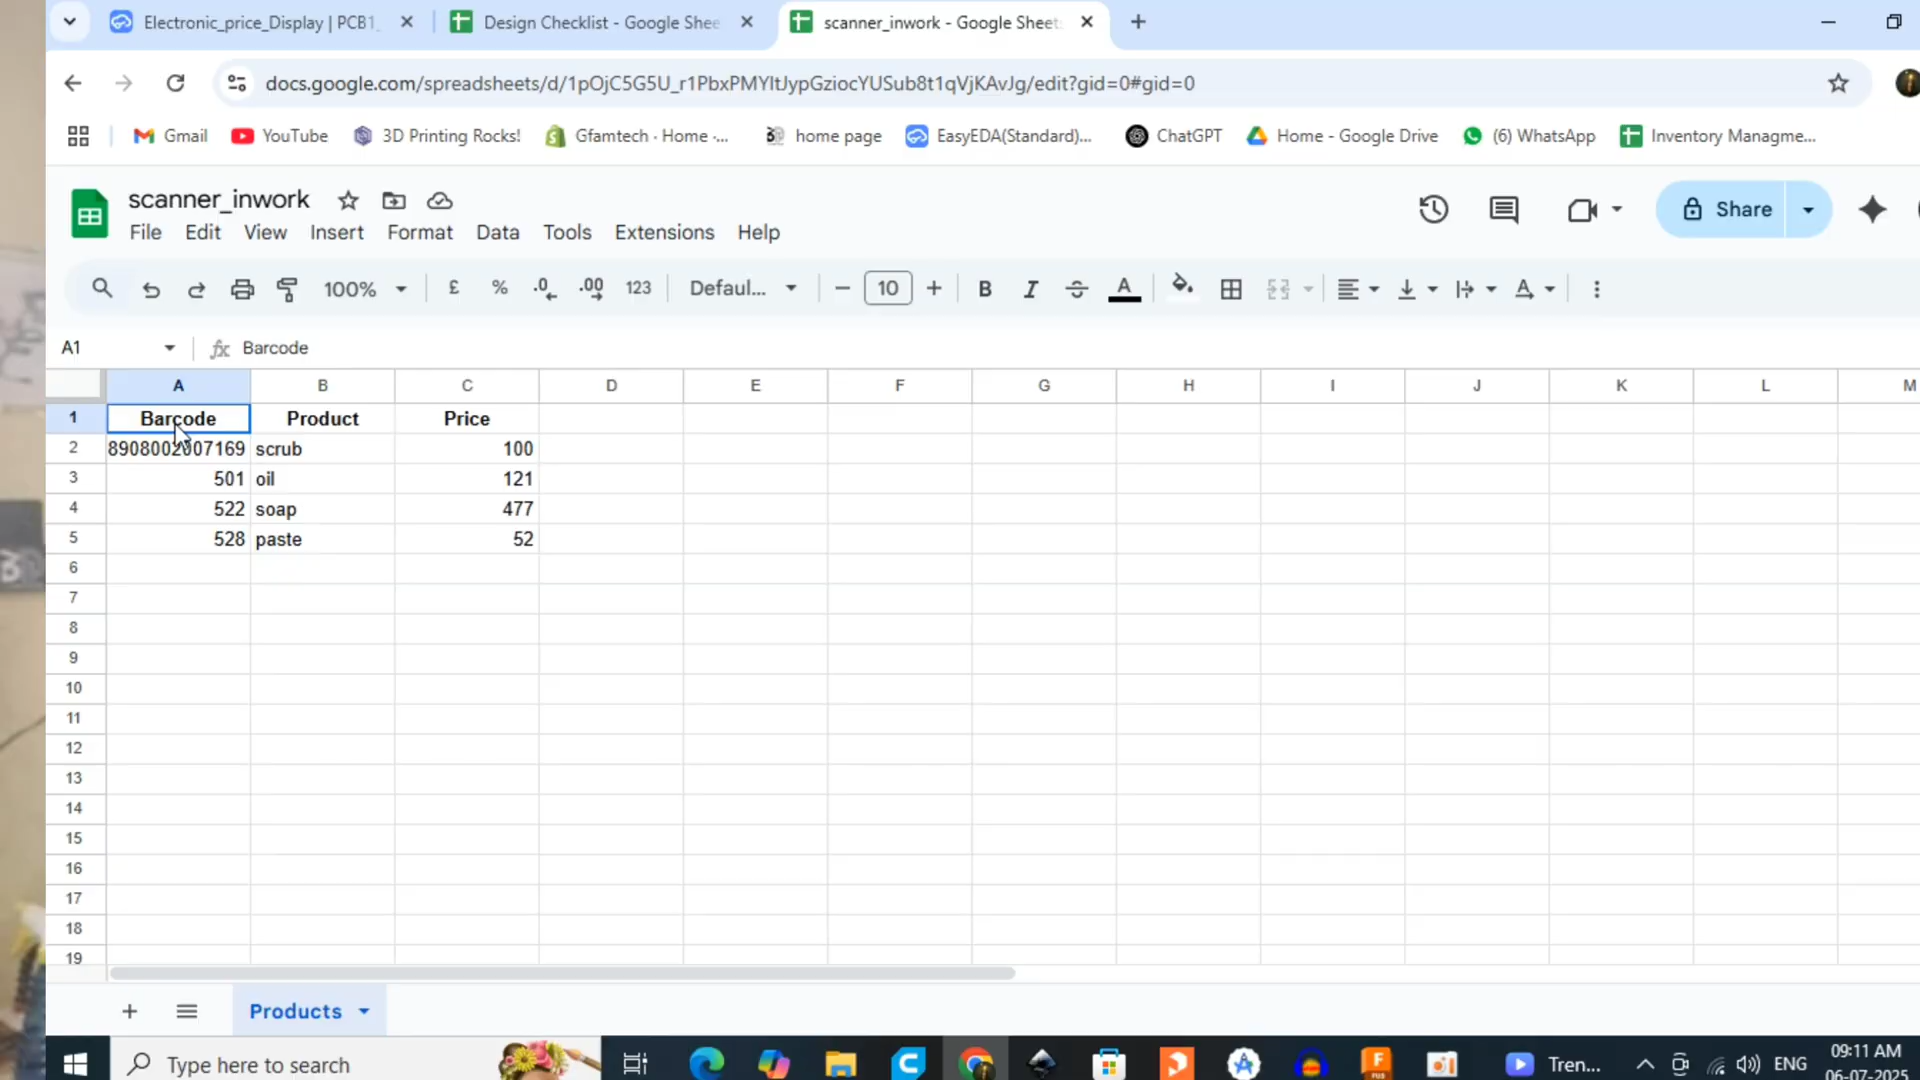 Electronic_price_Display | PCB1_
Design Checklist - Google Shee
scanner_inwork - Google Sheet
docs.google.com/spreadsheets/d/1pOjC5G5U_r1PbxPMYltJypGziocYUSub8t1qVjKAvJg/edit?gid=0#gid=0
Gmail YouTube 3D Printing Rocks! Gfamtech · Home ·... home page EasyEDA(Standard)... ChatGPT Home - Google Drive (6) WhatsApp Inventory Managme...
scanner_inwork
Share
File Edit View Insert Format Data Tools Extensions Help
100% £ % .0 .00 123 Defaul... 10 B I A
A1 fx Barcode
A B C D E F G H I J K L M
1 Barcode Product Price
2 8908002007169 scrub 100
3 501 oil 121
4 522 soap 477
5 528 paste 52
6
7
8
9
10
11
12
13
14
15
16
17
18
19
Products
Type here to search
Tren... ENG 09:11 AM
06-07-2025